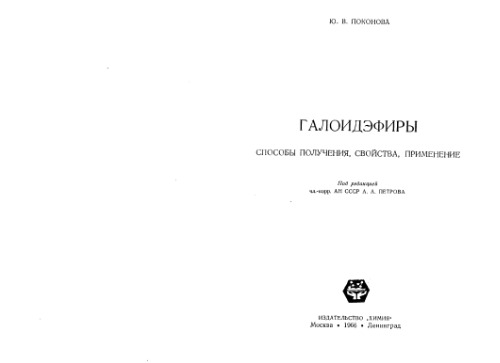 Ю. В. ПОКОНОВА
ГАЛОИДЭФИРЫ
СПОСОБЫ ПОЛУЧЕНИЯ, СВОЙСТВА, ПРИМЕНЕНИЕ
Под редакцией
чл.-корр. АН СССР А. А. ПЕТРОВА
ИЗДАТЕЛЬСТВО „ХИМИЯ“
Москва • 1966 • Ленинград